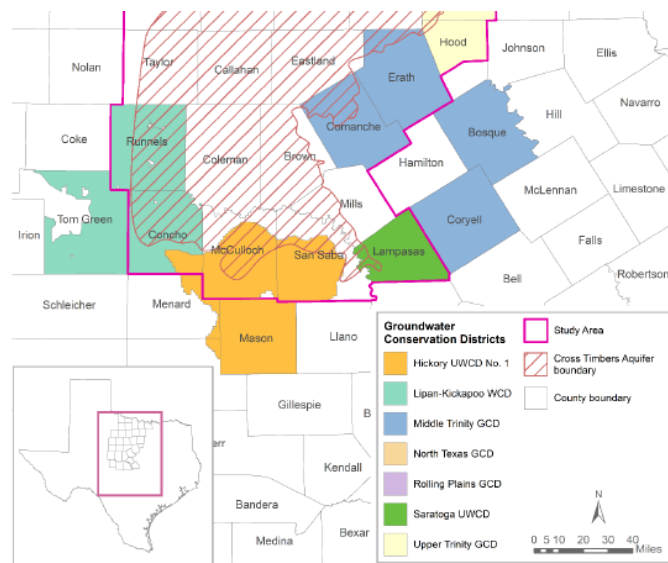 Hood
Johnson
Ellis
Nolan
Taylor
Callahan
Eastland
Erath
Navarro
Hill
Comanche
Bosque
Coke
Runnels
Coleman
Brown
Hamilton
McLennan
Limestone
Mills
Tom Green
Irion
Concho
Coryell
Falls
McCulloch
San Saba
Lampasas
Bell
Robertson
Schleicher
Menard
Mason
Llano
Gillespie
B
err
Kendall
Bandera
Medina
Bexar
Groundwater
Conservation Districts
Hickory UWCD No. 1
Lipan-Kickapoo WCD
Middle Trinity GCD
North Texas GCD
Rolling Plains GCD
Saratoga UWCD
Upper Trinity GCD
Study Area
Cross Timbers Aquifer
boundary
County boundary
N
0 5 10 20 30 40
Miles